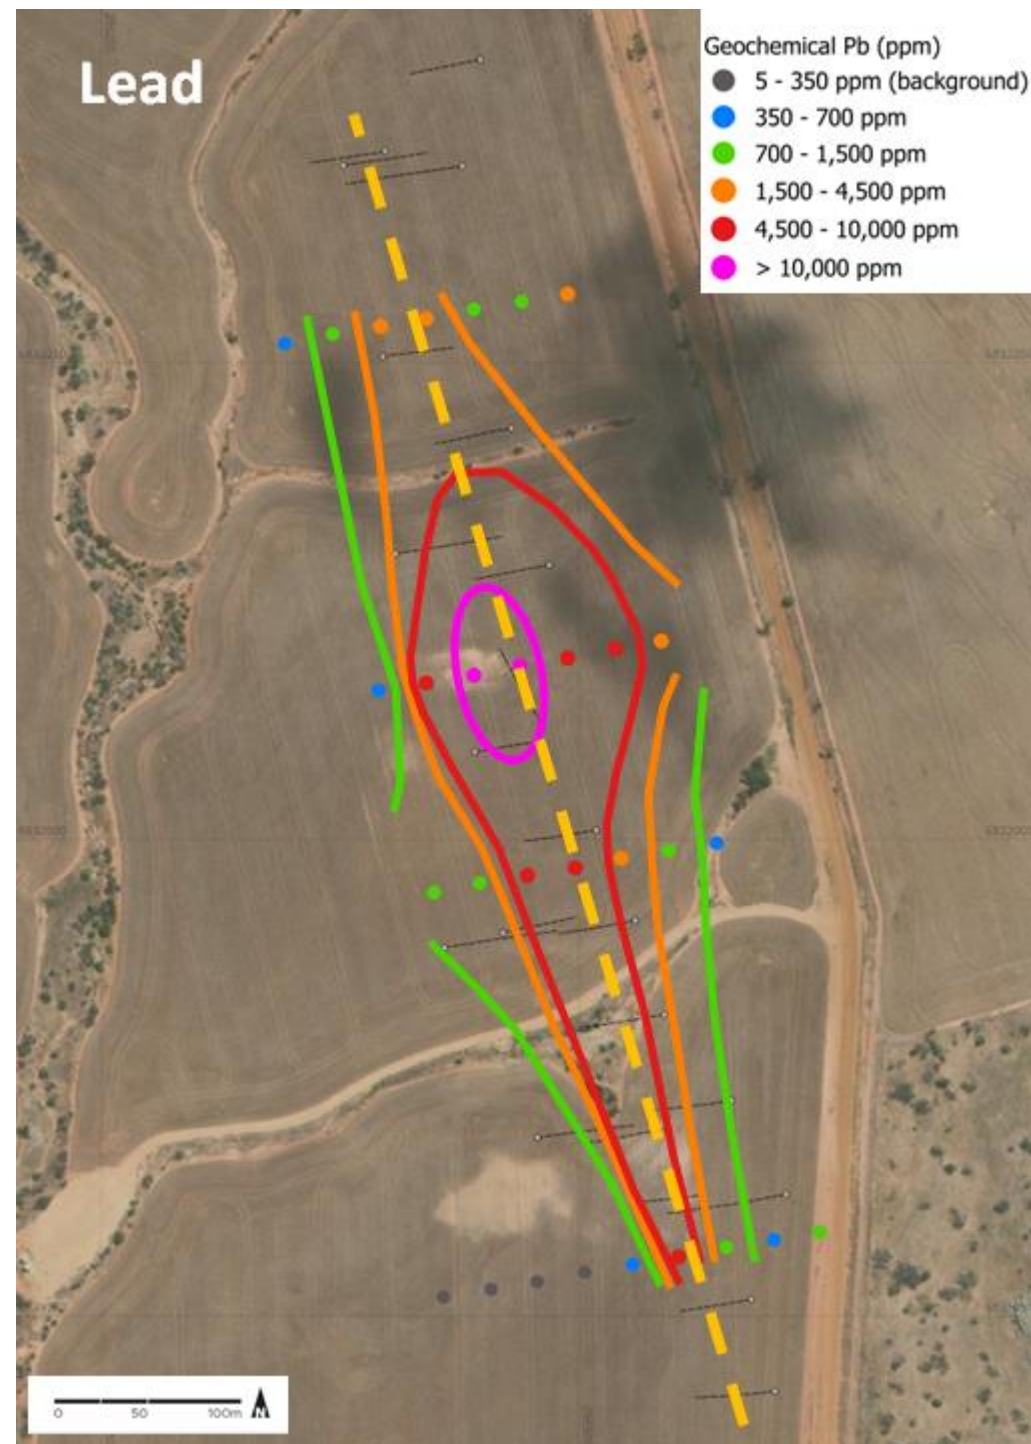 Lead
Geochemical Pb (ppm)
5 - 350 ppm (background)
350 - 700 ppm
700 - 1,500 ppm
1,500 - 4,500 ppm
4,500 - 10,000 ppm
> 10,000 ppm
0 50 100m
N